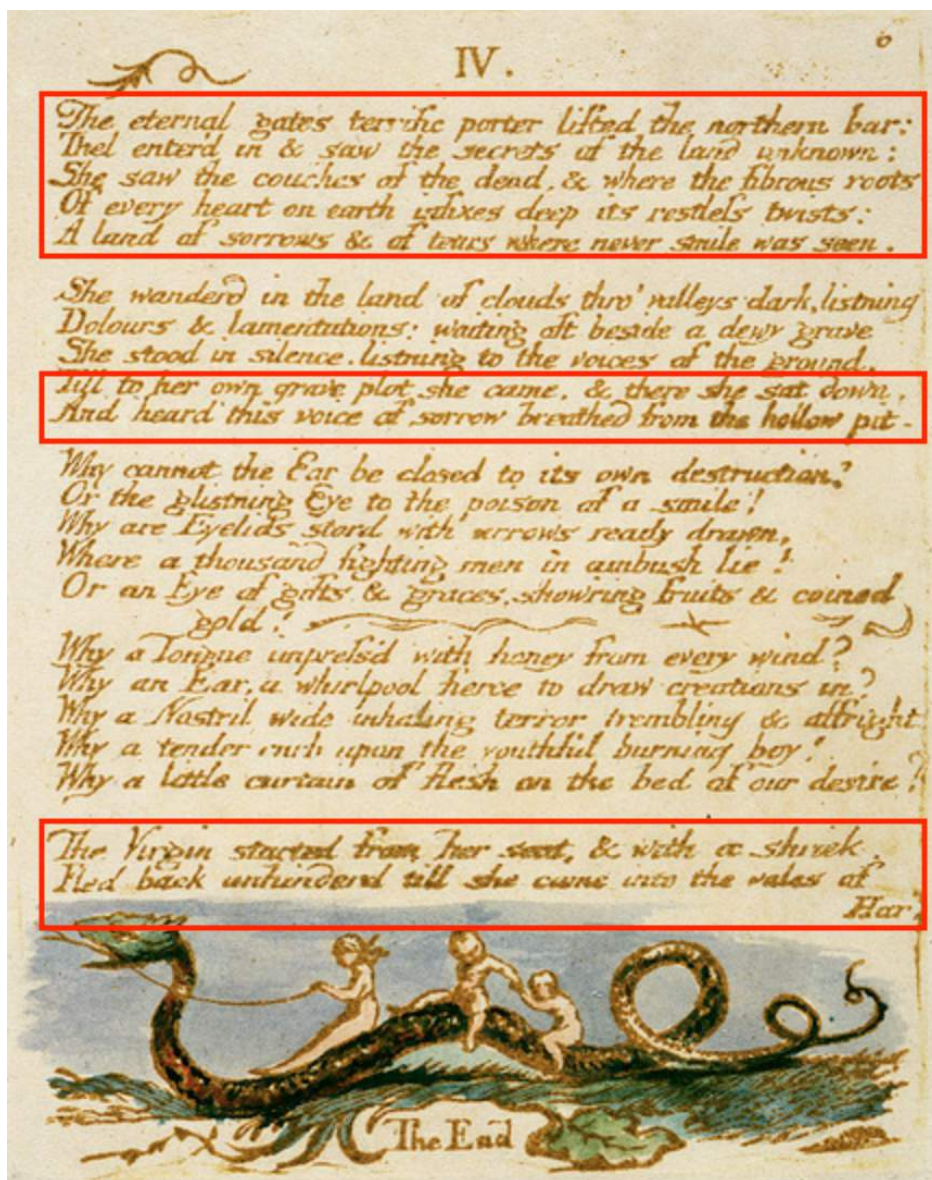 6
IV.
The eternal gates terrific porter lifted the northern bar:
Thel enterd in & saw the secrets of the land unknown:
She saw the couches of the dead, & where the fibrous roots
Of every heart on earth infixes deep its restless twists:
A land of sorrows & of tears where never smile was seen.
She wanderd in the land of clouds thro' valleys dark, listning
Dolours & lamentations: waiting oft beside a dewy grave
She stood in silence. listning to the voices of the ground,
Till to her own grave plot she came, & there she sat down,
And heard this voice of sorrow breathed from the hollow pit.
Why cannot the Ear be closed to its own destruction?
Or the glistning Eye to the poison of a smile!
Why are Eyelids stord with arrows ready drawn,
Where a thousand fighting men in ambush lie!
Or an Eye of gifts & graces, showring fruits & coined
gold!
Why a Tongue impress'd with honey from every wind?
Why an Ear, a whirlpool fierce to draw creations in?
Why a Nostril wide inhaling terror trembling & affright
Why a tender curb upon the youthful burning boy!
Why a little curtain of flesh on the bed of our desire?
The Virgin started from her seat, & with a shriek
Fled back unhinderd till she came into the vales of
Har.
The End